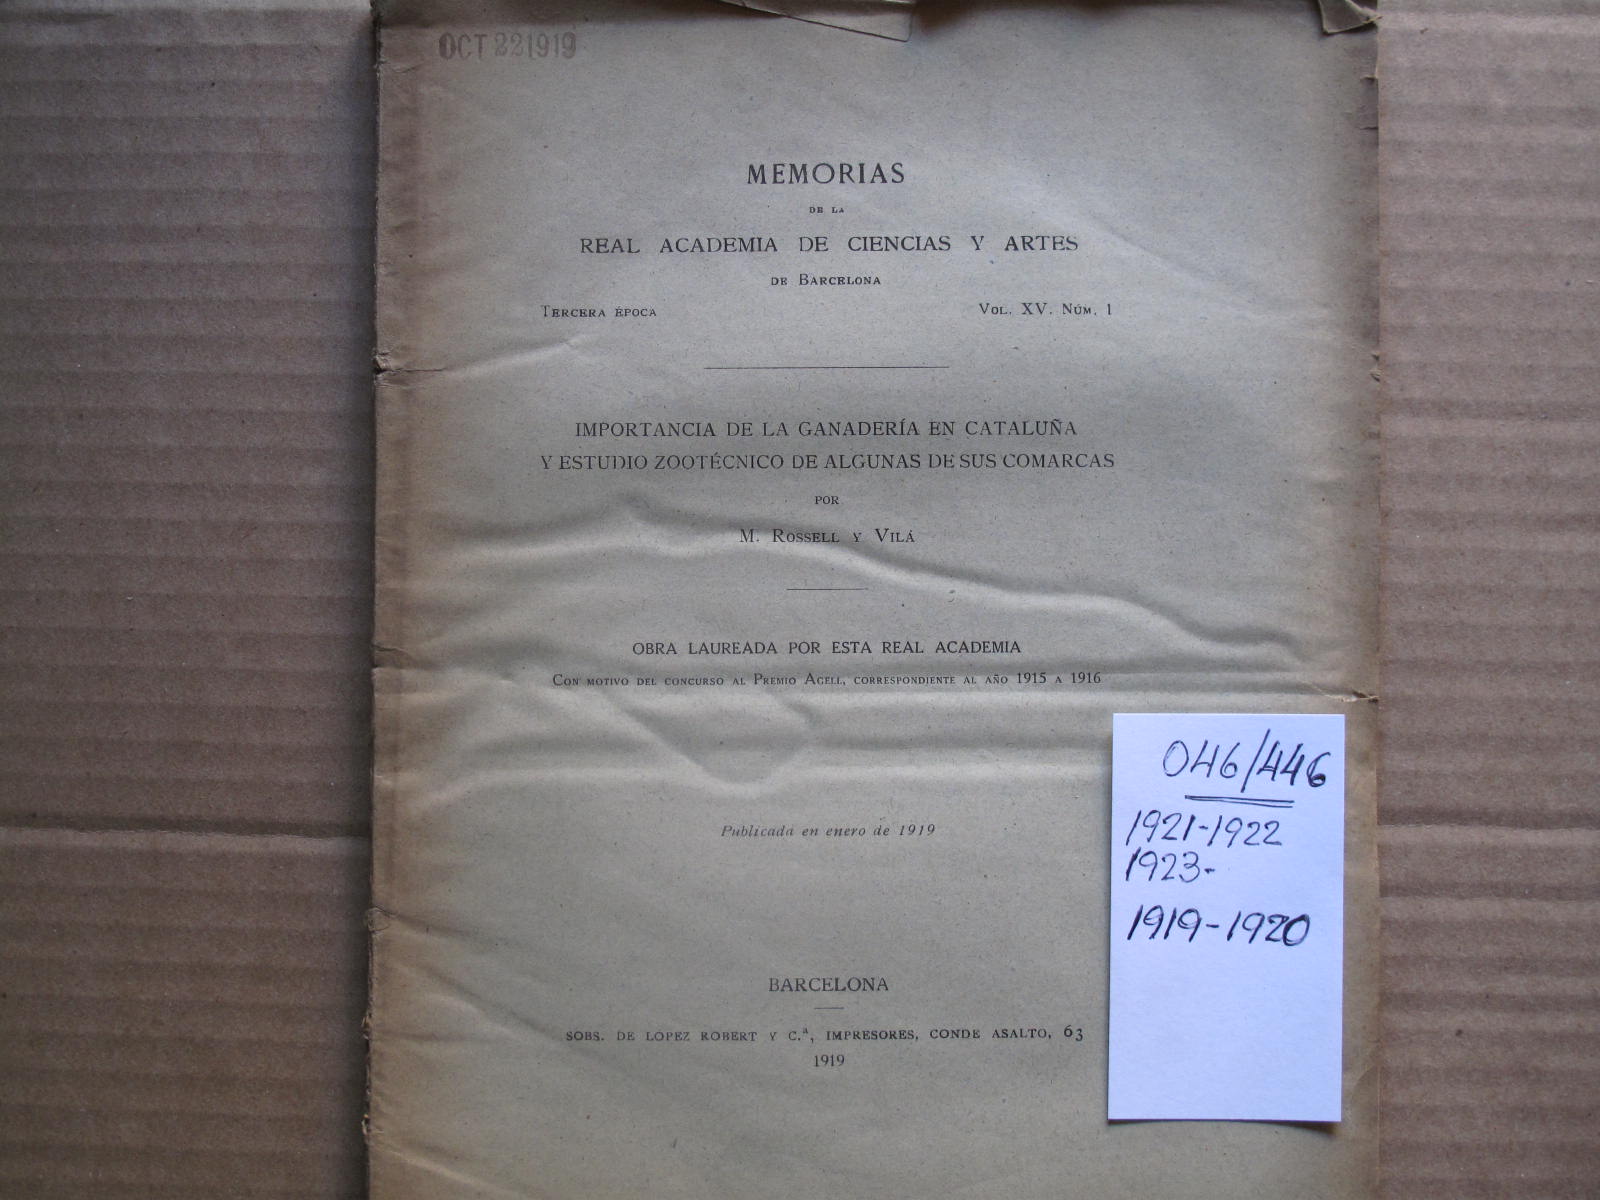 OCT 22 1919
MEMORIAS
DE LA
REAL ACADEMIA DE CIENCIAS Y ARTES
DE BARCELONA
TERCERA ÉPOCA
VOL. XV. NÚM. 1
IMPORTANCIA DE LA GANADERÍA EN CATALUÑA
Y ESTUDIO ZOOTÉCNICO DE ALGUNAS DE SUS COMARCAS
POR
M. ROSSELL Y VILÁ
OBRA LAUREADA POR ESTA REAL ACADEMIA
CON MOTIVO DEL CONCURSO AL PREMIO AGELL, CORRESPONDIENTE AL AÑO 1915 A 1916
Publicada en enero de 1919
BARCELONA
SOBS. DE LÓPEZ ROBERT Y C.ª, IMPRESORES, CONDE ASALTO, 63
1919
046/446
1921-1922
1923-
1919-1920